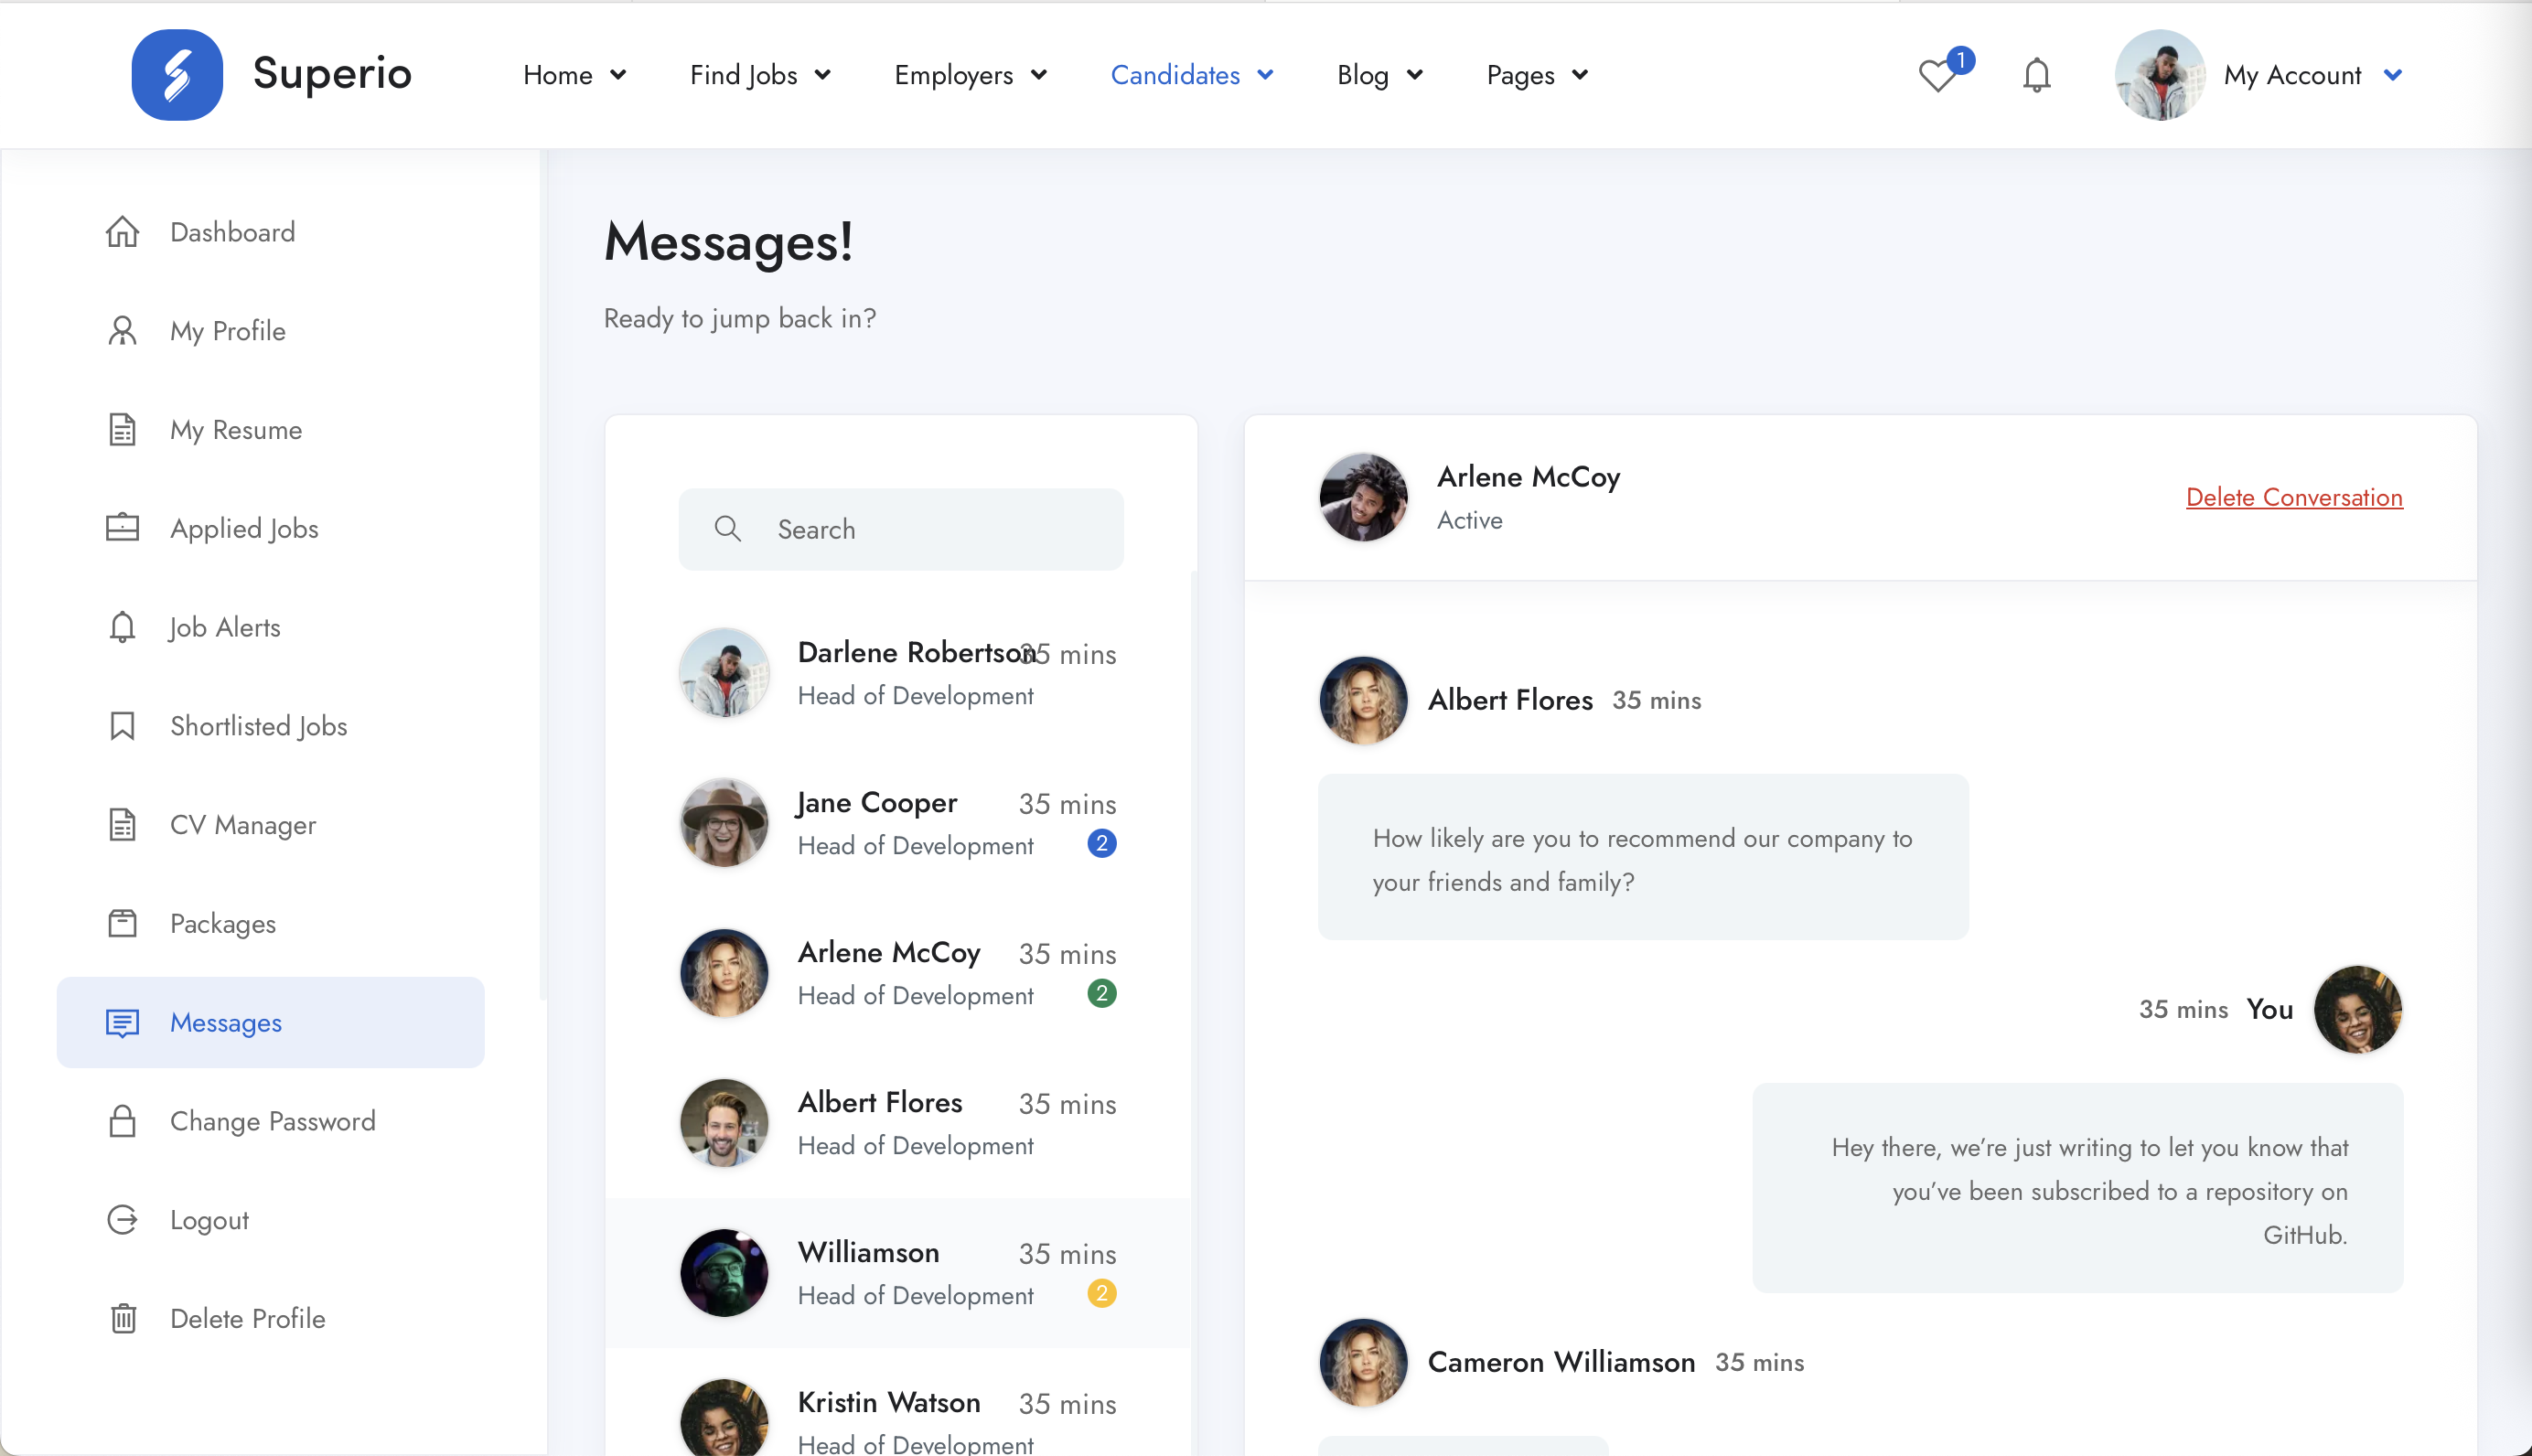 Superio
Home
Find Jobs
Employers
Candidates
Blog
Pages
1
My Account
Dashboard
My Profile
My Resume
Applied Jobs
Job Alerts
Shortlisted Jobs
CV Manager
Packages
Messages
Change Password
Logout
Delete Profile
Messages!
Ready to jump back in?
Search
Darlene Robertson 35 mins
Head of Development
Jane Cooper 35 mins
Head of Development 2
Arlene McCoy 35 mins
Head of Development 2
Albert Flores 35 mins
Head of Development
Williamson 35 mins
Head of Development 2
Kristin Watson 35 mins
Head of Development
Arlene McCoy
Active
Delete Conversation
Albert Flores 35 mins
How likely are you to recommend our company to
your friends and family?
35 mins You
Hey there, we’re just writing to let you know that
you’ve been subscribed to a repository on
GitHub.
Cameron Williamson 35 mins